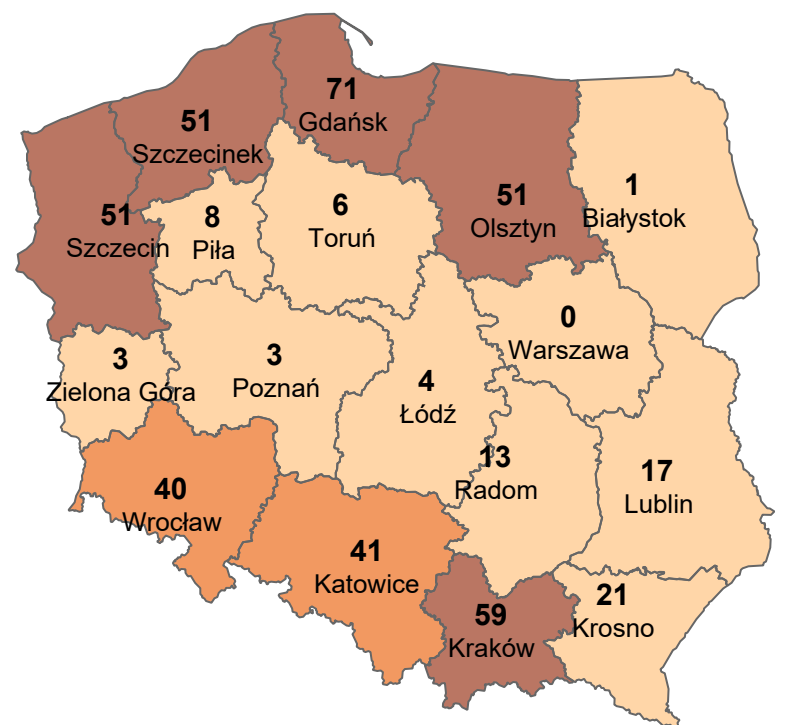 71
Gdańsk
51
Szczecinek
51
Olsztyn
1
Białystok
51
Szczecin
8
Piła
6
Toruń
0
Warszawa
3
Zielona Góra
3
Poznań
4
Łódź
13
Radom
17
Lublin
40
Wrocław
41
Katowice
59
Kraków
21
Krosno